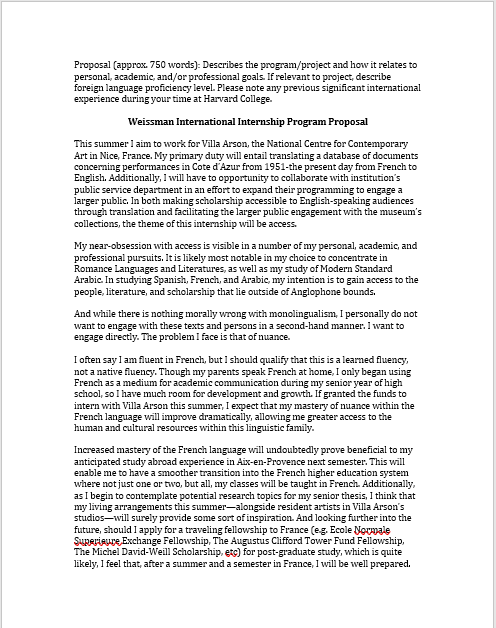 Proposal (approx. 750 words): Describes the program/project and how it relates to
personal, academic, and/or professional goals. If relevant to project, describe
foreign language proficiency level. Please note any previous significant international
experience during your time at Harvard College.
Weissman International Internship Program Proposal
This summer I aim to work for Villa Arson, the National Centre for Contemporary
Art in Nice, France. My primary duty will entail translating a database of documents
concerning performances in Cote d'Azur from 1951-the present day from French to
English. Additionally, I will have to opportunity to collaborate with institution's
public service department in an effort to expand their programming to engage a
larger public. In both making scholarship accessible to English-speaking audiences
through translation and facilitating the larger public engagement with the museum's
collections, the theme of this internship will be access.
My near-obsession with access is visible in a number of my personal, academic, and
professional pursuits. It is likely most notable in my choice to concentrate in
Romance Languages and Literatures, as well as my study of Modern Standard
Arabic. In studying Spanish, French, and Arabic, my intention is to gain access to the
people, literature, and scholarship that lie outside of Anglophone bounds.
And while there is nothing morally wrong with monolingualism, I personally do not
want to engage with these texts and persons in a second-hand manner. I want to
engage directly. The problem I face is that of nuance.
I often say I am fluent in French, but I should qualify that this is a learned fluency,
not a native fluency. Though my parents speak French at home, I only began using
French as a medium for academic communication during my senior year of high
school, so I have much room for development and growth. If granted the funds to
intern with Villa Arson this summer, I expect that my mastery of nuance within the
French language will improve dramatically, allowing me greater access to the
human and cultural resources within this linguistic family.
Increased mastery of the French language will undoubtedly prove beneficial to my
anticipated study abroad experience in Aix-en-Provence next semester. This will
enable me to have a smoother transition into the French higher education system
where not just one or two, but all, my classes will be taught in French. Additionally,
as I begin to contemplate potential research topics for my senior thesis, I think that
my living arrangements this summer—alongside resident artists in Villa Arson's
studios—will surely provide some sort of inspiration. And looking further into the
future, should I apply for a traveling fellowship to France (e.g. Ecole Normale
Superieure Exchange Fellowship, The Augustus Clifford Tower Fund Fellowship,
The Michel David-Weill Scholarship, etc) for post-graduate study, which is quite
likely, I feel that, after a summer and a semester in France, I will be well prepared.